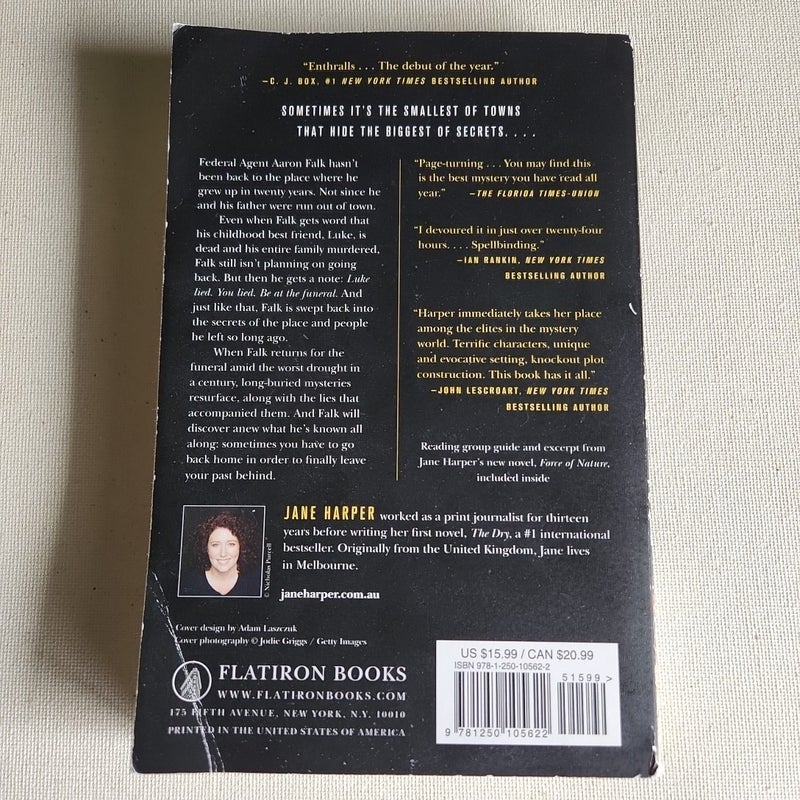 “Enthralls . . . The debut of the year.”
—C. J. BOX, #1 NEW YORK TIMES BESTSELLING AUTHOR
SOMETIMES IT'S THE SMALLEST OF TOWNS
THAT HIDE THE BIGGEST OF SECRETS. . . .
Federal Agent Aaron Falk hasn't
been back to the place where he
grew up in twenty years. Not since he
and his father were run out of town.
Even when Falk gets word that
his childhood best friend, Luke, is
dead and his entire family murdered,
Falk still isn't planning on going
back. But then he gets a note: Luke
lied. You lied. Be at the funeral. And
just like that, Falk is swept back into
the secrets of the place and people
he left so long ago.
When Falk returns for the
funeral amid the worst drought in
a century, long-buried mysteries
resurface, along with the lies that
accompanied them. And Falk will
discover anew what he's known all
along: sometimes you have to go
back home in order to finally leave
your past behind.
“Page-turning . . . You may find this
is the best mystery you have read all
year.” —THE FLORIDA TIMES-UNION
“I devoured it in just over twenty-four
hours. . . . Spellbinding.”
—IAN RANKIN, NEW YORK TIMES
BESTSELLING AUTHOR
“Harper immediately takes her place
among the elites in the mystery
world. Terrific characters, unique
and evocative setting, knockout plot
construction. This book has it all.”
—JOHN LESCROART, NEW YORK TIMES
BESTSELLING AUTHOR
Reading group guide and excerpt from
Jane Harper's new novel, Force of Nature,
included inside
JANE HARPER worked as a print journalist for thirteen
years before writing her first novel, The Dry, a #1 international
bestseller. Originally from the United Kingdom, Jane lives
in Melbourne.
© Nicholas Purcell
janeharper.com.au
Cover design by Adam Laszczuk
Cover photography © Jodie Griggs / Getty Images
FLATIRON BOOKS
WWW.FLATIRONBOOKS.COM
175 FIFTH AVENUE, NEW YORK, N.Y. 10010
PRINTED IN THE UNITED STATES OF AMERICA
US $15.99 / CAN $20.99
ISBN 978-1-250-10562-2
51599 >
9 781250 105622